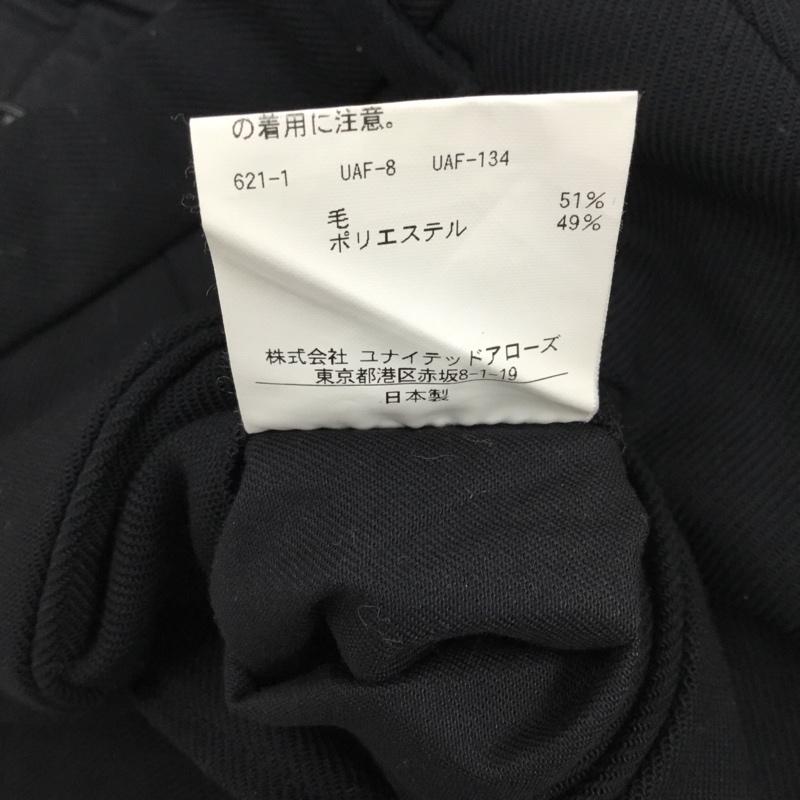 の着用に注意。
621-1 UAF-8 UAF-134
毛 51%
ポリエステル 49%
株式会社 ユナイテッドアローズ
東京都港区赤坂8-1-19
日本製